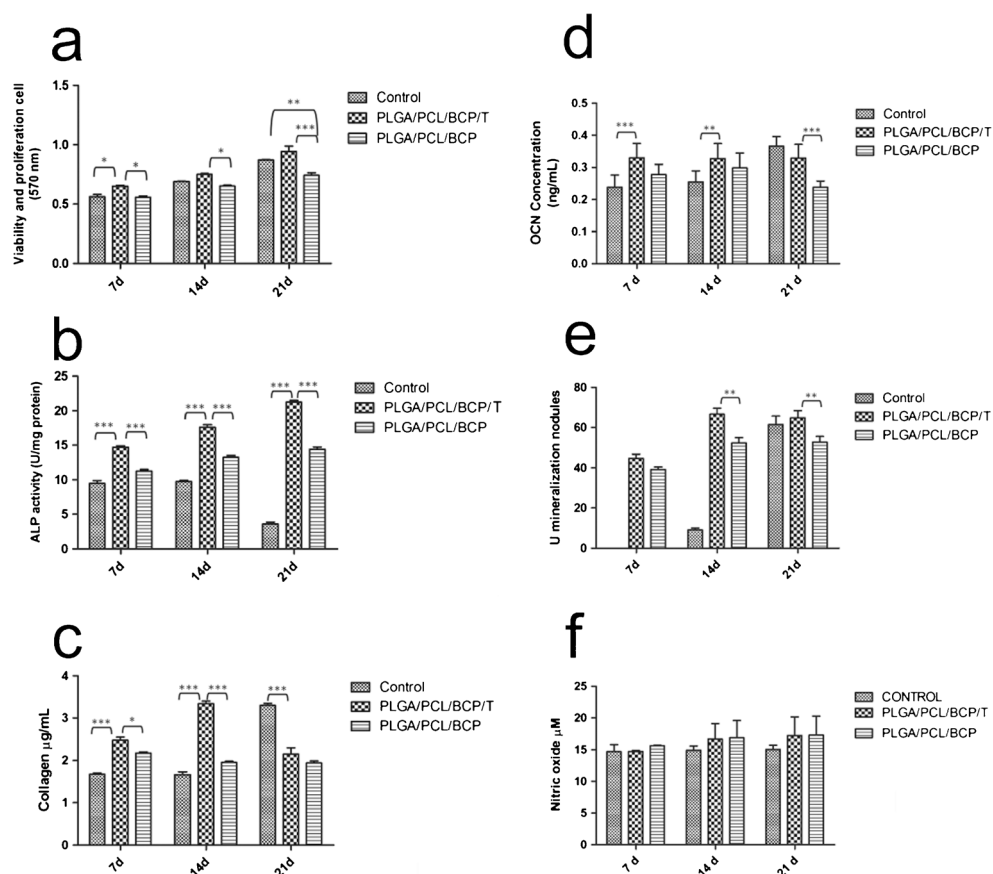 a
Viability and proliferation cell
(570 nm)
1.5
1.0
0.5
0.0
* * * ** ***
7d 14d 21d
Control
PLGA/PCL/BCP/T
PLGA/PCL/BCP
b
ALP activity (U/mg protein)
25
20
15
10
5
0
*** *** *** *** *** ***
7d 14d 21d
Control
PLGA/PCL/BCP/T
PLGA/PCL/BCP
c
Collagen µg/mL
4
3
2
1
0
*** * *** *** ***
7d 14d 21d
Control
PLGA/PCL/BCP/T
PLGA/PCL/BCP
d
OCN Concentration
(ng/mL)
0.5
0.4
0.3
0.2
0.1
0.0
*** ** ***
7 d 14 d 21 d
Control
PLGA/PCL/BCP/T
PLGA/PCL/BCP
e
U mineralization nodules
80
60
40
20
0
** **
7d 14d 21d
Control
PLGA/PCL/BCP/T
PLGA/PCL/BCP
f
Nitric oxide µM
25
20
15
10
5
0
7 d 14 d 21 d
CONTROL
PLGA/PCL/BCP/T
PLGA/PCL/BCP